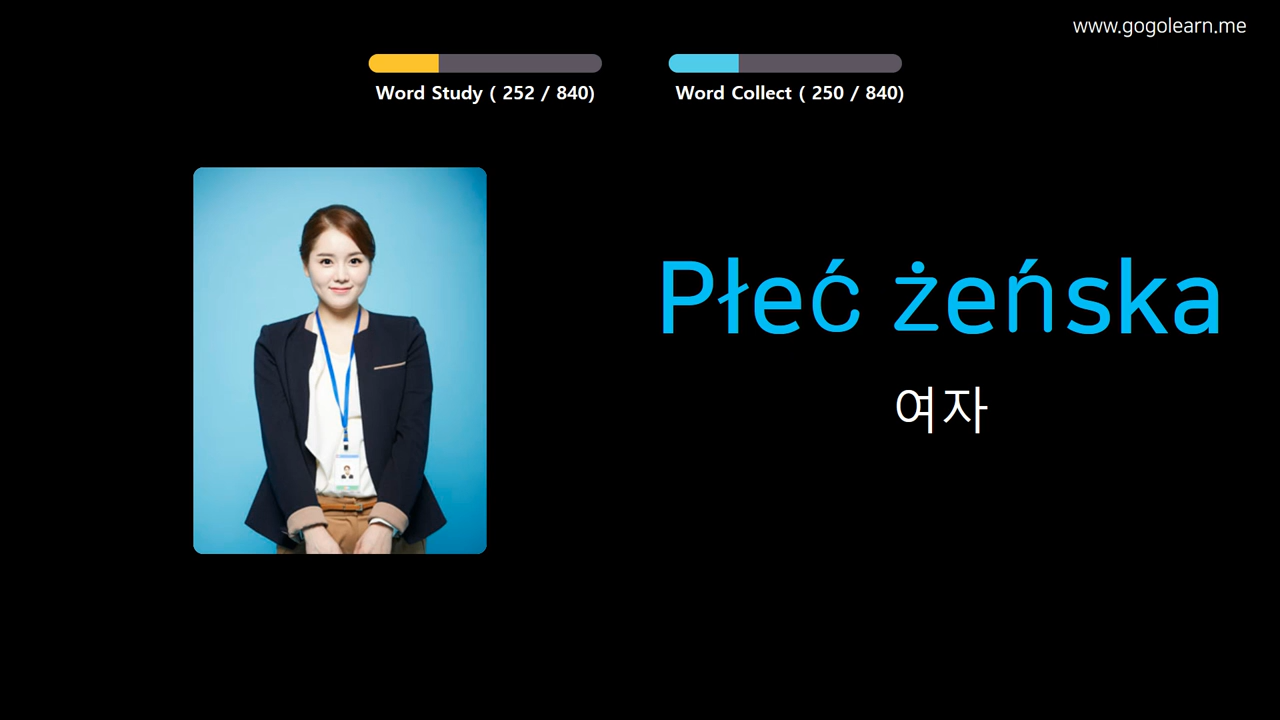 www.gogolearn.me
Word Study ( 252 / 840)
Word Collect ( 250 / 840)
Płeć żeńska
여자